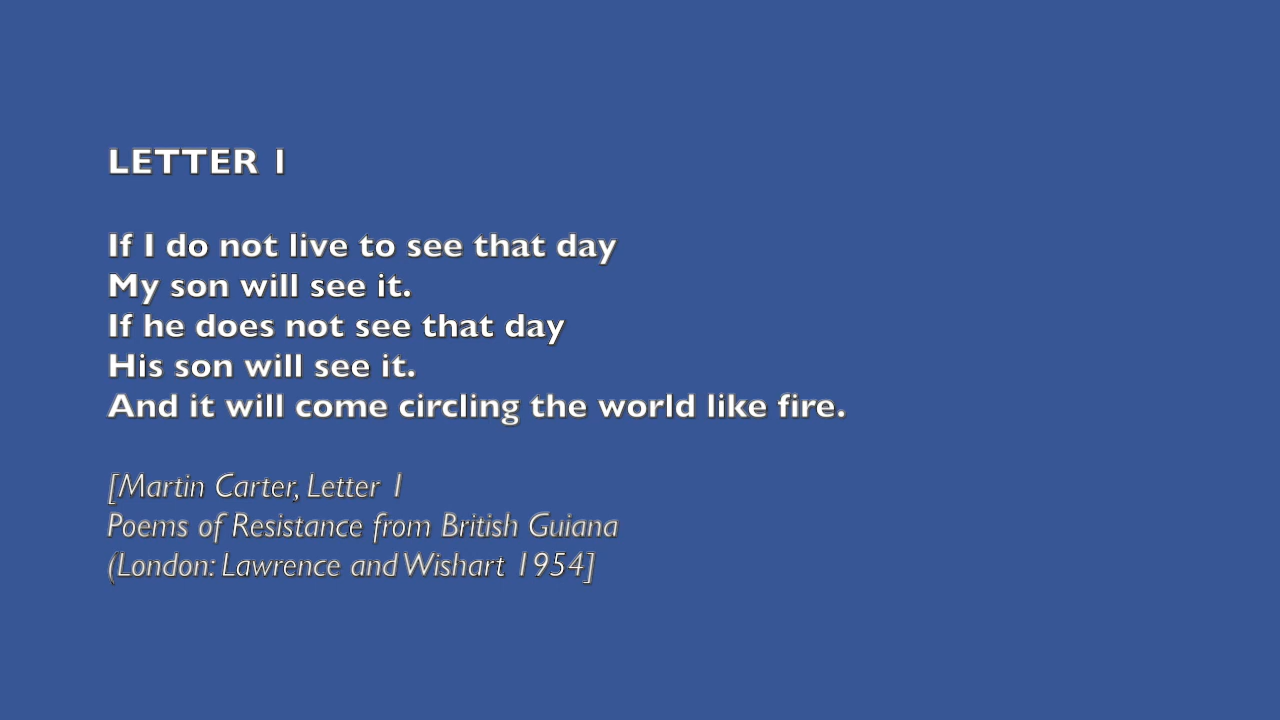 LETTER 1
If I do not live to see that day
My son will see it.
If he does not see that day
His son will see it.
And it will come circling the world like fire.
[Martin Carter, Letter 1
Poems of Resistance from British Guiana
(London: Lawrence and Wishart 1954]